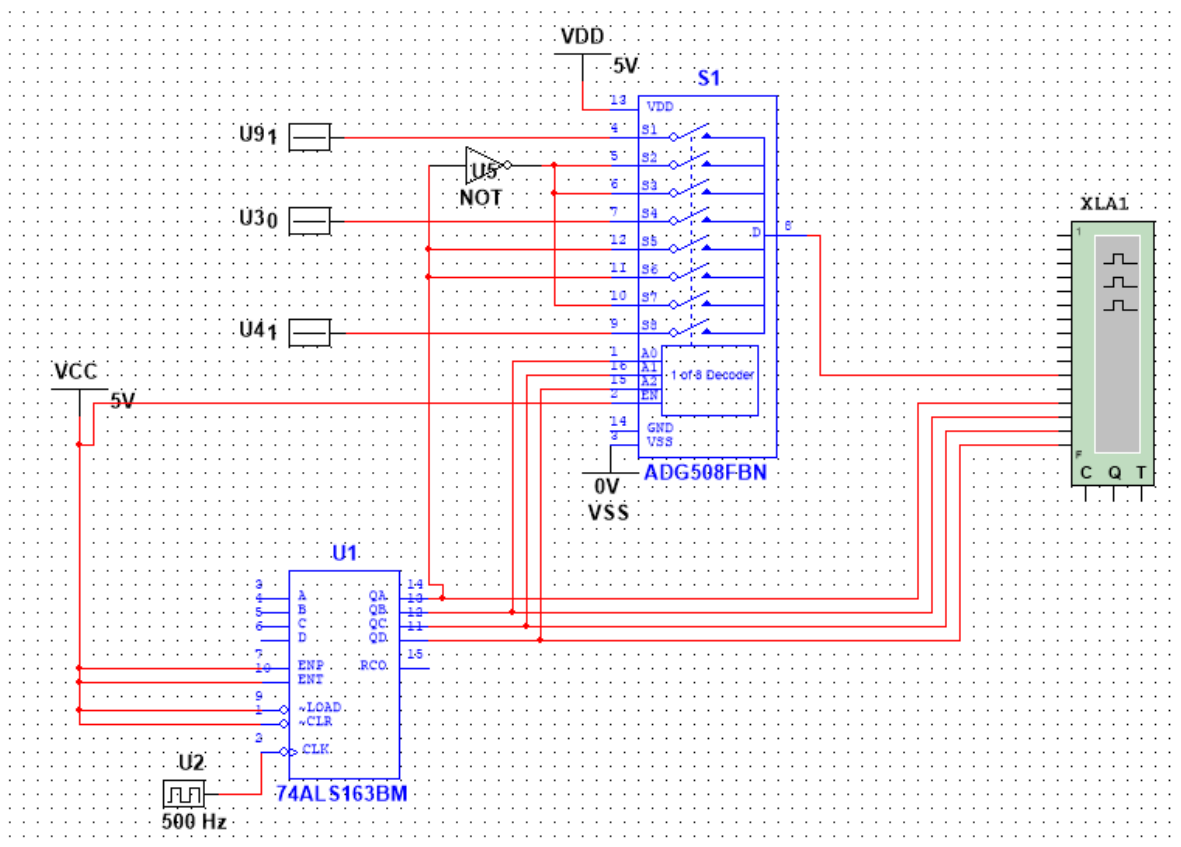 VDD
5V
S1
13 VDD
U9 1
4 S1
U5
NOT
5 S2
6 S3
U3 0
7 S4
D 8
12 S5
11 S6
10 S7
U4 1
9 S8
1 A0
16 A1
15 A2
2 EN
1-of-8 Decoder
14 GND
3 VSS
ADG508FBN
0V
VSS
VCC
5V
XLA1
1
F
C Q T
U1
3 14
4 A QA 13
5 B QB 12
6 C QC 11
D QD
7 15
10 ENP RCO
ENT
9
1 ~LOAD
~CLR
2
CLK
74ALS163BM
U2
500 Hz